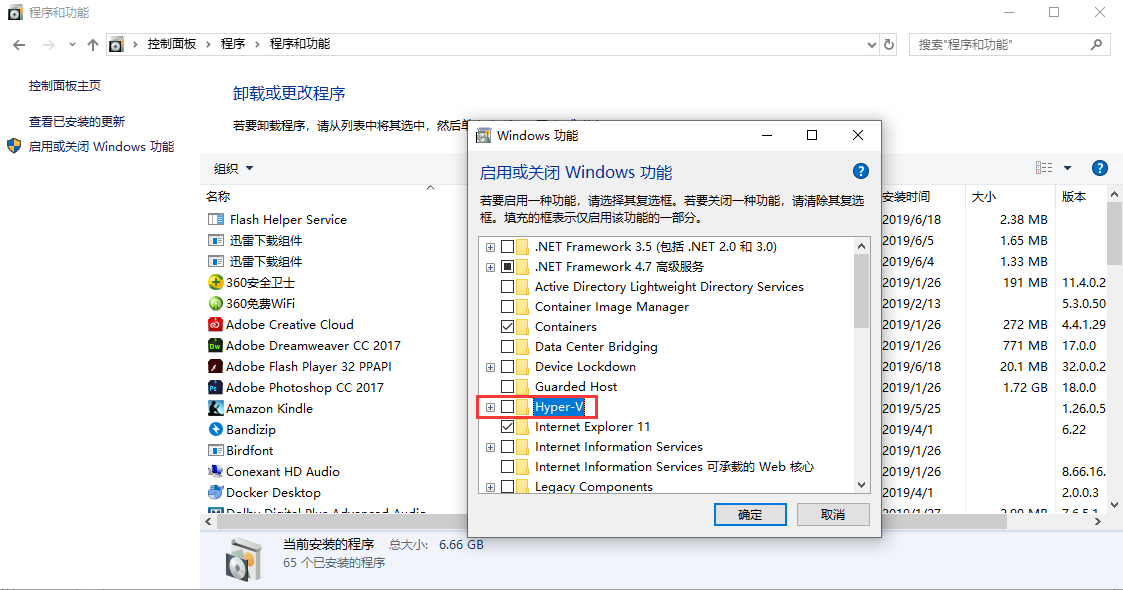 程序和功能
控制面板 › 程序 › 程序和功能
搜索"程序和功能"
控制面板主页
查看已安装的更新
启用或关闭 Windows 功能
卸载或更改程序
若要卸载程序，请从列表中将其选中，然后单
组织
名称
安装时间 大小 版本
Flash Helper Service 2019/6/18 2.38 MB
迅雷下载组件 2019/6/5 1.65 MB
迅雷下载组件 2019/6/4 1.33 MB
360安全卫士 2019/1/26 191 MB 11.4.0.2
360免费WiFi 2019/2/13 5.3.0.50
Adobe Creative Cloud 2019/1/26 272 MB 4.4.1.29
Adobe Dreamweaver CC 2017 2019/1/26 771 MB 17.0.0
Adobe Flash Player 32 PPAPI 2019/6/18 20.1 MB 32.0.0.2
Adobe Photoshop CC 2017 2019/1/26 1.72 GB 18.0.0
Amazon Kindle 2019/5/25 1.26.0.5
Bandizip 2019/4/1 6.22
Birdfont 2019/1/26
Conexant HD Audio 2019/1/26 8.66.16.
Docker Desktop 2019/4/1 2.0.0.3
Dolby Digital Plus Advanced Audio 2019/1/27 2.99 MB 7.6.5.1
当前安装的程序 总大小: 6.66 GB
65 个已安装的程序
Windows 功能
启用或关闭 Windows 功能
若要启用一种功能，请选择其复选框。若要关闭一种功能，请清除其复选
框。填充的框表示仅启用该功能的一部分。
.NET Framework 3.5 (包括 .NET 2.0 和 3.0)
.NET Framework 4.7 高级服务
Active Directory Lightweight Directory Services
Container Image Manager
Containers
Data Center Bridging
Device Lockdown
Guarded Host
Hyper-V
Internet Explorer 11
Internet Information Services
Internet Information Services 可承载的 Web 核心
Legacy Components
确定
取消